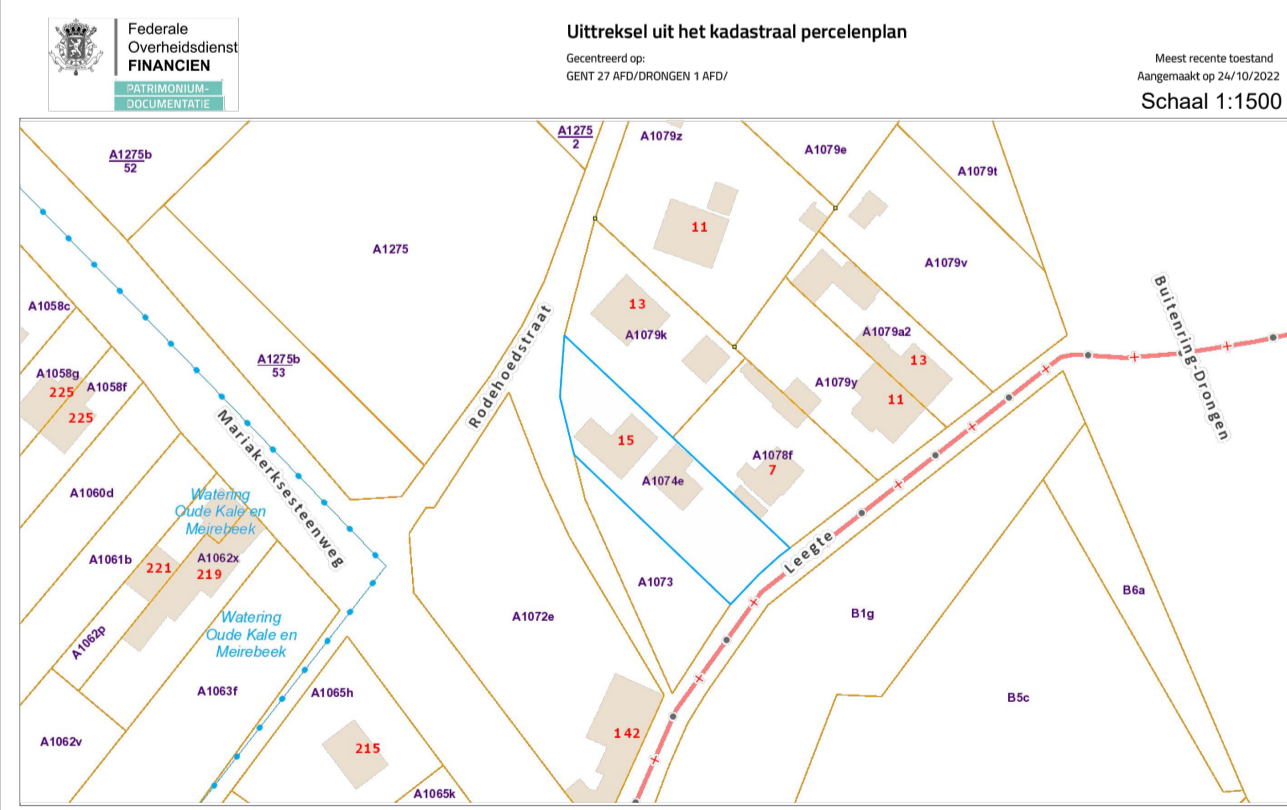 Federale
Overheidsdienst
FINANCIEN
PATRIMONIUM-
DOCUMENTATIE
Uittreksel uit het kadastraal percelenplan
Gecentreerd op:
GENT 27 AFD/DRONGEN 1 AFD/
Meest recente toestand
Aangemaakt op 24/10/2022
Schaal 1:1500
A1275b
52
A1275
2
A1079z
A1079e
A1079t
11
A1275
A1079v
A1058c
13
A1079k
A1079a2
13
Buitenring-Drongen
Rodehoedstraat
A1275b
53
A1058g
A1058f
225
225
A1079y
11
Mariakerksesteenweg
15
A1078f
7
A1074e
A1060d
Watering
Oude Kale en
Meirebeek
Leegte
A1061b
221
A1062x
219
A1073
A1072e
B1g
B6a
A1062p
Watering
Oude Kale en
Meirebeek
A1063f
A1065h
B5c
A1062v
215
142
A1065k